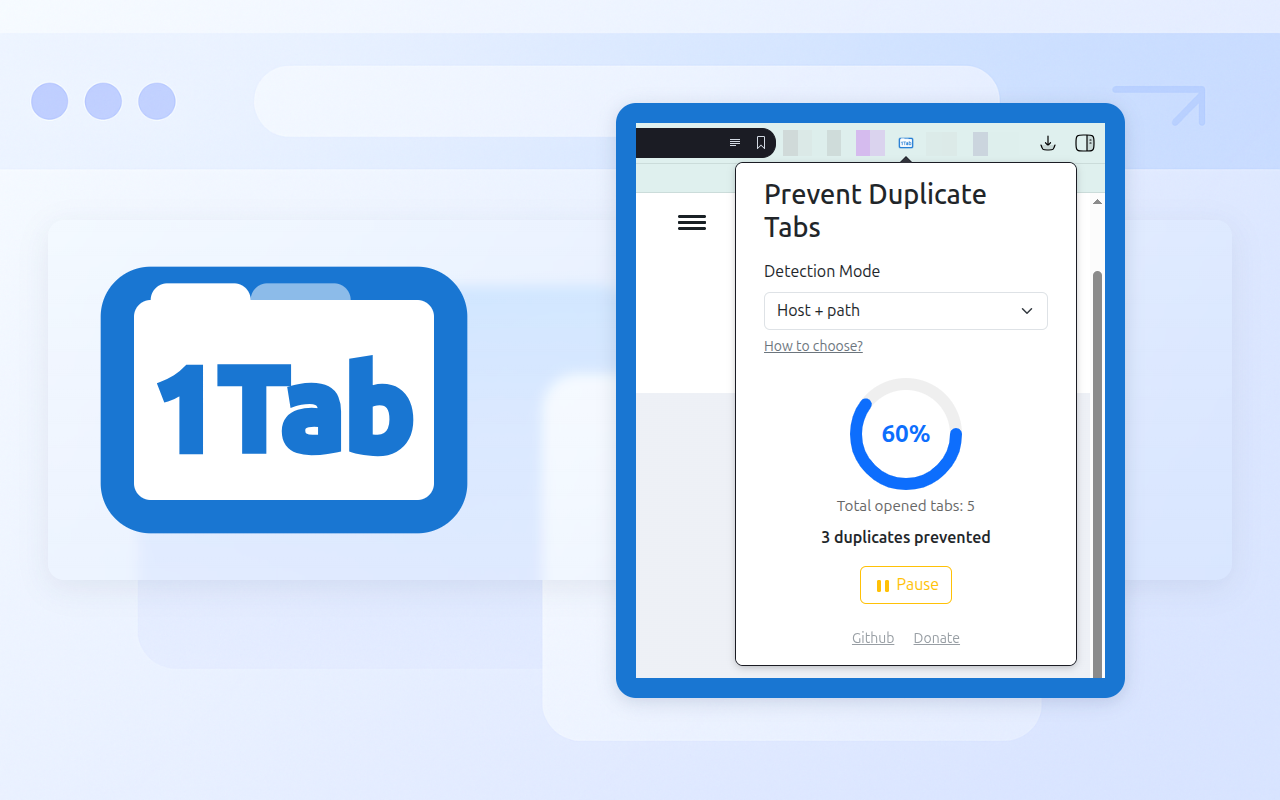 1Tab
1Tab
Prevent Duplicate
Tabs
Detection Mode
Host + path
How to choose?
60%
Total opened tabs: 5
3 duplicates prevented
Pause
Github Donate